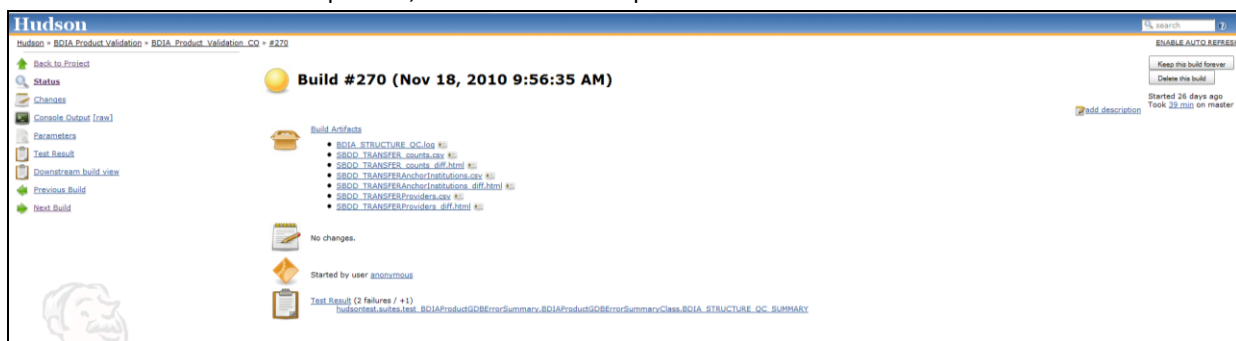 Hudson
search
Hudson » BDIA Product Validation » BDIA_Product_Validation_CO » #270
ENABLE AUTO REFRES
Back to Project
Status
Changes
Console Output [raw]
Parameters
Test Result
Downstream build view
Previous Build
Next Build
Build #270 (Nov 18, 2010 9:56:35 AM)
Keep this build forever
Delete this build
Started 26 days ago
Took 39 min on master
add description
Build Artifacts
BDIA_STRUCTURE_QC.log
SBDD_TRANSFER_counts.csv
SBDD_TRANSFER_counts_diff.html
SBDD_TRANSFERAnchorInstitutions.csv
SBDD_TRANSFERAnchorInstitutions_diff.html
SBDD_TRANSFERProviders.csv
SBDD_TRANSFERProviders_diff.html
No changes.
Started by user anonymous
Test Result (2 failures / +1)
hudsontest.suites.test_BDIAProductGDBErrorSummary.BDIAProductGDBErrorSummaryClass.BDIA_STRUCTURE_QC_SUMMARY